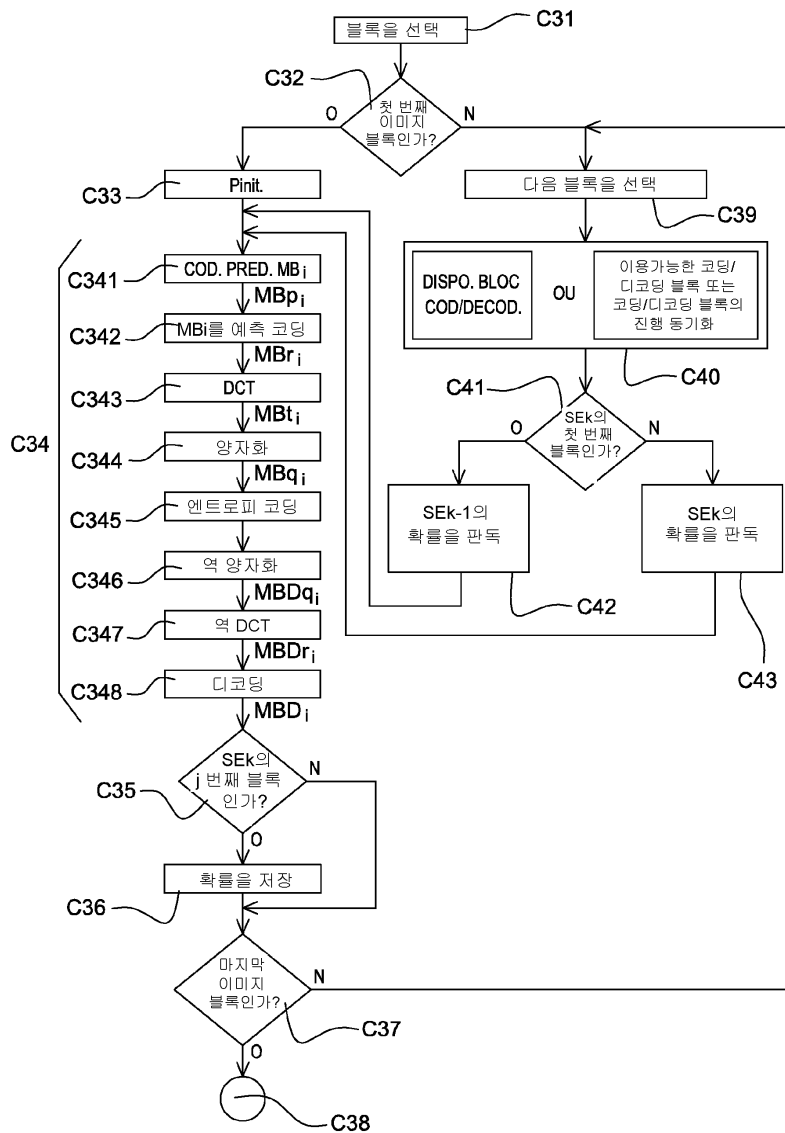 블록을 선택
C31
C32
첫 번째
이미지
블록인가?
O
N
C33
Pinit.
다음 블록을 선택
C39
C34
C341
COD. PRED. MBi
MBpi
C342
MBi를 예측 코딩
MBri
C343
DCT
MBti
C344
양자화
MBqi
C345
엔트로피 코딩
C346
역 양자화
MBDqi
C347
역 DCT
MBDri
C348
디코딩
MBDi
DISPO. BLOC
COD/DECOD.
OU
이용가능한 코딩/
디코딩 블록 또는
코딩/디코딩 블록의
진행 동기화
C40
C41
SEk의
첫 번째
블록인가?
O
N
SEk-1의
확률을 판독
C42
SEk의
확률을 판독
C43
C35
SEk의
j 번째 블록
인가?
N
O
확률을 저장
C36
마지막
이미지
블록인가?
N
C37
O
C38